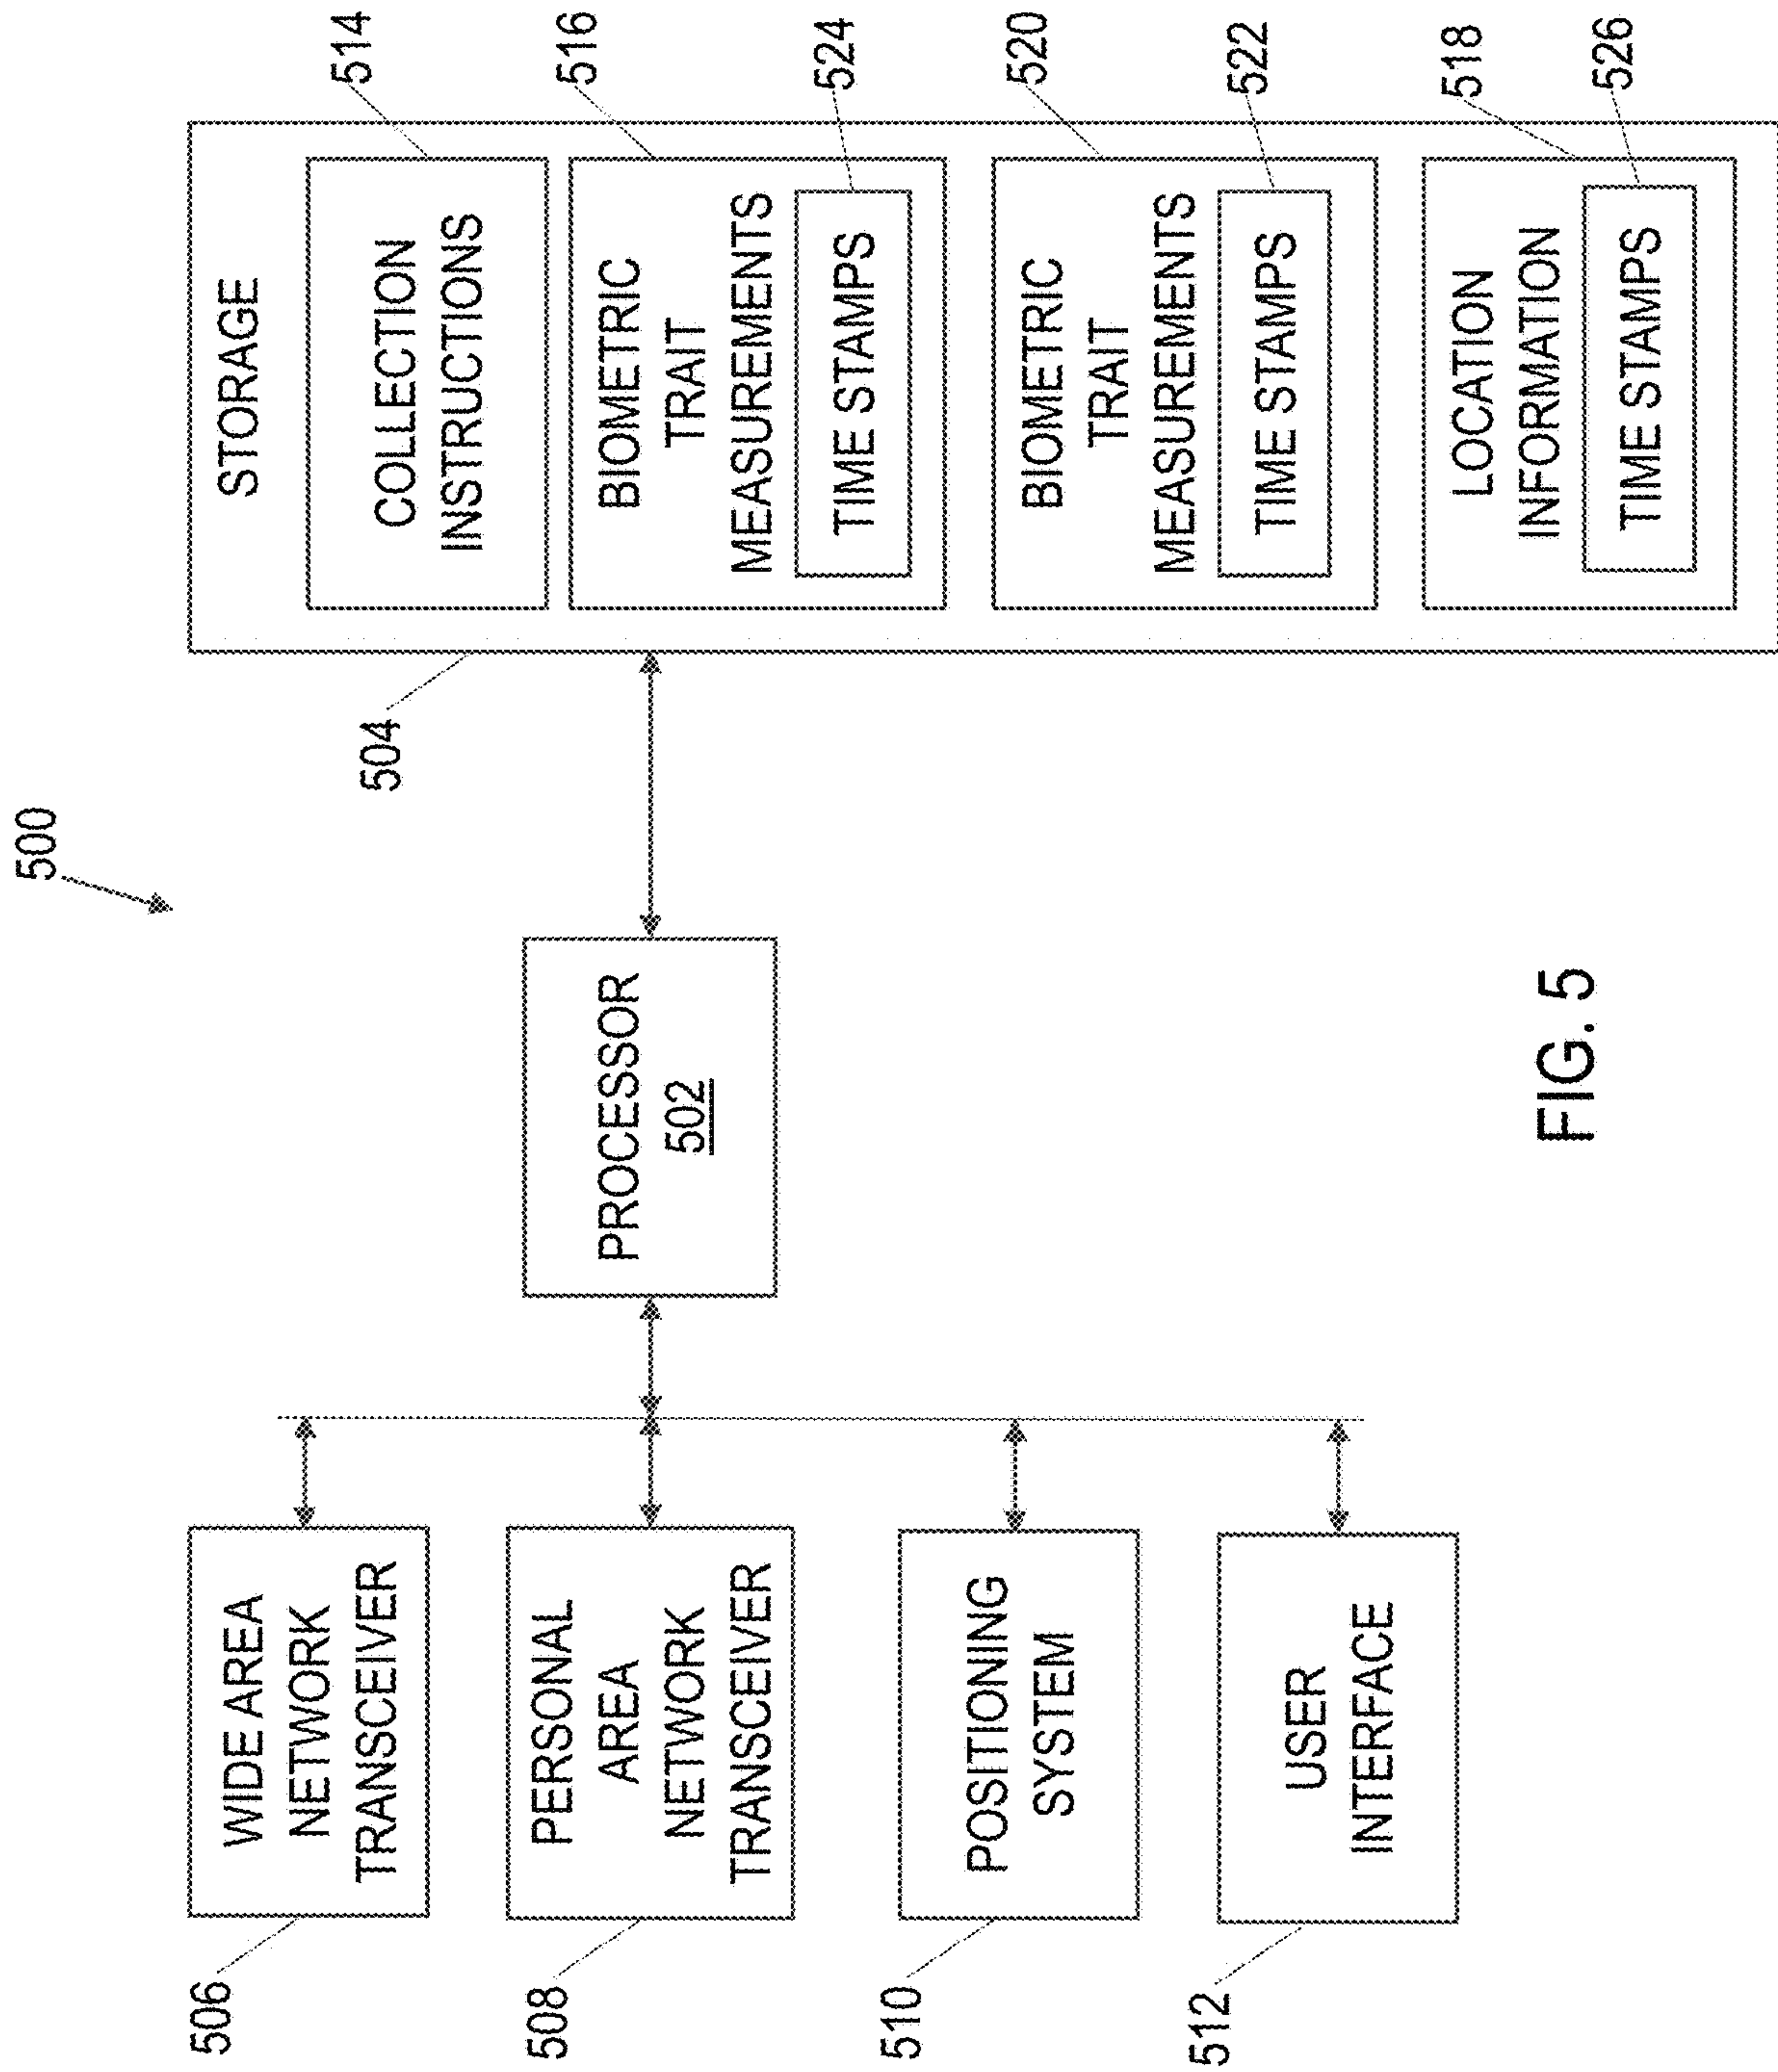 500
506
WIDE AREA
NETWORK
TRANSCEIVER
508
PERSONAL
AREA
NETWORK
TRANSCEIVER
510
POSITIONING
SYSTEM
512
USER
INTERFACE
PROCESSOR
502
504
STORAGE
COLLECTION
INSTRUCTIONS
514
BIOMETRIC
TRAIT
MEASUREMENTS
516
TIME STAMPS
524
BIOMETRIC
TRAIT
MEASUREMENTS
520
TIME STAMPS
522
LOCATION
INFORMATION
518
TIME STAMPS
526
FIG. 5